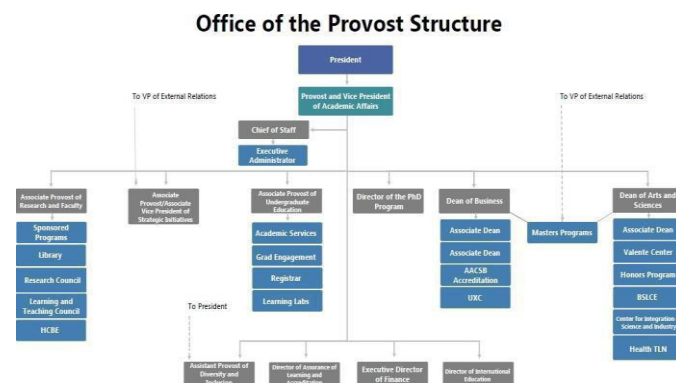 Office of the Provost Structure
President
To VP of External Relations
Provost and Vice President
of Academic Affairs
To VP of External Relations
Chief of Staff
Executive
Administrator
Associate Provost of
Research and Faculty
Associate
Provost/Associate
Vice President of
Strategic Initiatives
Associate Provost of
Undergraduate
Education
Director of the PhD
Program
Dean of Business
Dean of Arts and
Sciences
Sponsored
Programs
Library
Research Council
Learning and
Teaching Council
HCBE
Academic Services
Grad Engagement
Registrar
Learning Labs
Associate Dean
Associate Dean
AACSB
Accreditation
UXC
Masters Programs
Associate Dean
Valente Center
Honors Program
BSLCE
Center for Integration
Science and Industry
Health TLN
To President
Assistant Provost of
Diversity and
Director of Assurance of
Learning and
Executive Director
of Finance
Director of International
Education